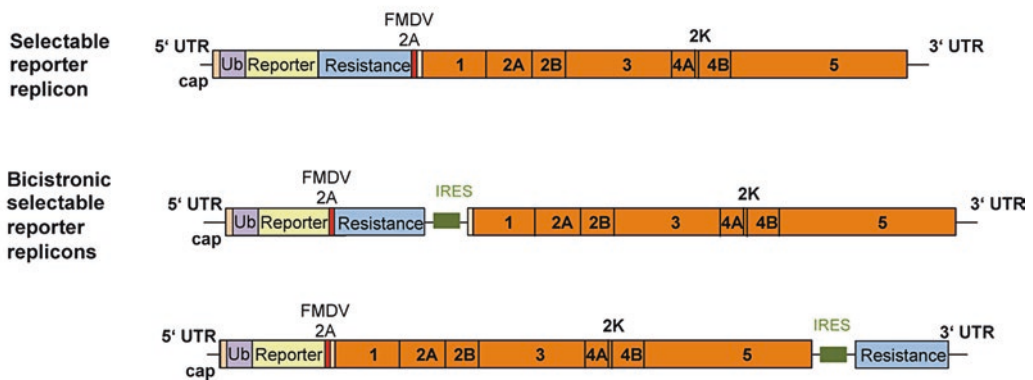 FMDV
Selectable reporter replicon
5‘ UTR 2A 2K 3‘ UTR
cap Ub Reporter Resistance 1 2A 2B 3 4A 4B 5
FMDV
Bicistronic selectable reporter replicons
5‘ UTR 2A IRES 2K 3‘ UTR
cap Ub Reporter Resistance 1 2A 2B 3 4A 4B 5
FMDV
5‘ UTR 2A 2K IRES 3‘ UTR
cap Ub Reporter 1 2A 2B 3 4A 4B 5 Resistance